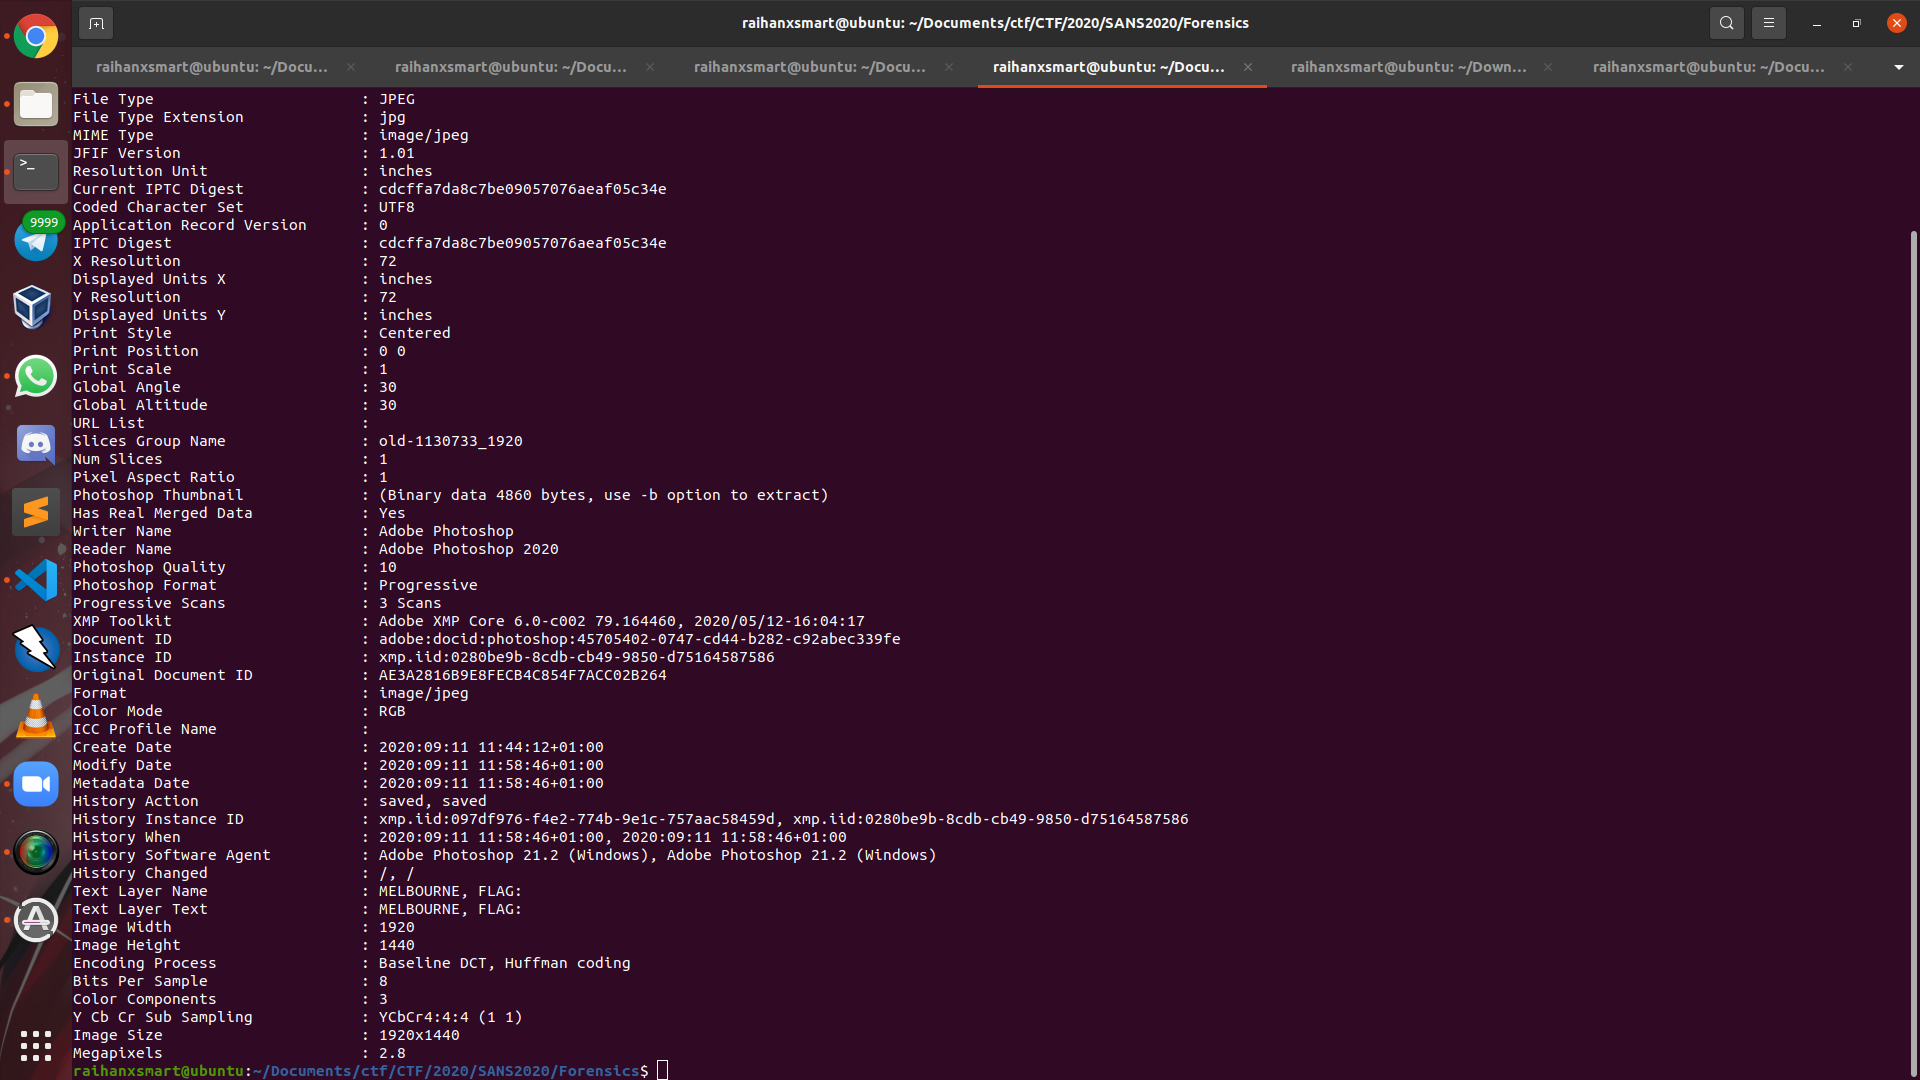 raihanxsmart@ubuntu: ~/Documents/ctf/CTF/2020/SANS2020/Forensics
raihanxsmart@ubuntu: ~/Docu... raihanxsmart@ubuntu: ~/Docu... raihanxsmart@ubuntu: ~/Docu... raihanxsmart@ubuntu: ~/Docu... raihanxsmart@ubuntu: ~/Down... raihanxsmart@ubuntu: ~/Docu...
File Type : JPEG
File Type Extension : jpg
MIME Type : image/jpeg
JFIF Version : 1.01
Resolution Unit : inches
Current IPTC Digest : cdcffa7da8c7be09057076aeaf05c34e
Coded Character Set : UTF8
Application Record Version : 0
IPTC Digest : cdcffa7da8c7be09057076aeaf05c34e
X Resolution : 72
Displayed Units X : inches
Y Resolution : 72
Displayed Units Y : inches
Print Style : Centered
Print Position : 0 0
Print Scale : 1
Global Angle : 30
Global Altitude : 30
URL List :
Slices Group Name : old-1130733_1920
Num Slices : 1
Pixel Aspect Ratio : 1
Photoshop Thumbnail : (Binary data 4860 bytes, use -b option to extract)
Has Real Merged Data : Yes
Writer Name : Adobe Photoshop
Reader Name : Adobe Photoshop 2020
Photoshop Quality : 10
Photoshop Format : Progressive
Progressive Scans : 3 Scans
XMP Toolkit : Adobe XMP Core 6.0-c002 79.164460, 2020/05/12-16:04:17
Document ID : adobe:docid:photoshop:45705402-0747-cd44-b282-c92abec339fe
Instance ID : xmp.iid:0280be9b-8cdb-cb49-9850-d75164587586
Original Document ID : AE3A2816B9E8FECB4C854F7ACC02B264
Format : image/jpeg
Color Mode : RGB
ICC Profile Name :
Create Date : 2020:09:11 11:44:12+01:00
Modify Date : 2020:09:11 11:58:46+01:00
Metadata Date : 2020:09:11 11:58:46+01:00
History Action : saved, saved
History Instance ID : xmp.iid:097df976-f4e2-774b-9e1c-757aac58459d, xmp.iid:0280be9b-8cdb-cb49-9850-d75164587586
History When : 2020:09:11 11:58:46+01:00, 2020:09:11 11:58:46+01:00
History Software Agent : Adobe Photoshop 21.2 (Windows), Adobe Photoshop 21.2 (Windows)
History Changed : /, /
Text Layer Name : MELBOURNE, FLAG:
Text Layer Text : MELBOURNE, FLAG:
Image Width : 1920
Image Height : 1440
Encoding Process : Baseline DCT, Huffman coding
Bits Per Sample : 8
Color Components : 3
Y Cb Cr Sub Sampling : YCbCr4:4:4 (1 1)
Image Size : 1920x1440
Megapixels : 2.8
raihanxsmart@ubuntu:~/Documents/ctf/CTF/2020/SANS2020/Forensics$
9999